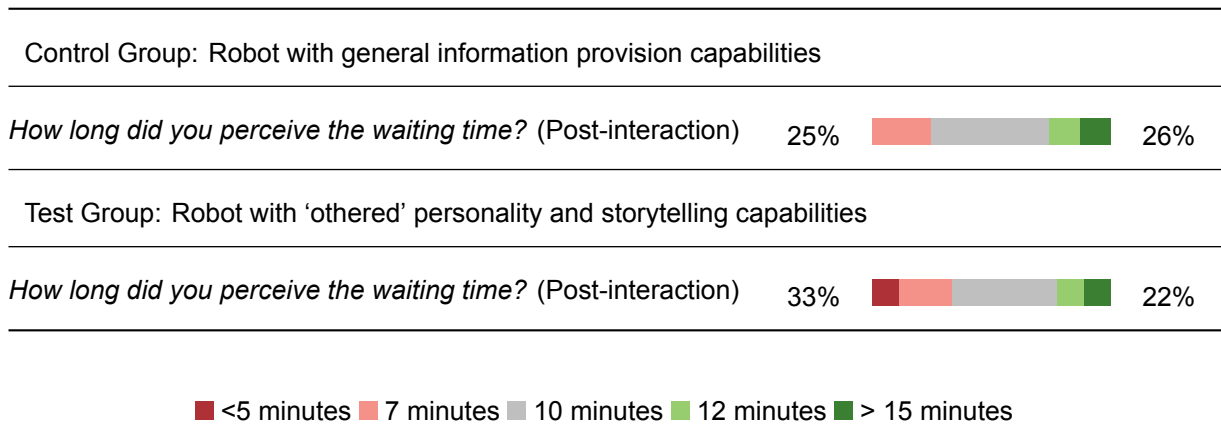 Control Group: Robot with general information provision capabilities
How long did you perceive the waiting time? (Post-interaction) 25% 26%
Test Group: Robot with ‘othered’ personality and storytelling capabilities
How long did you perceive the waiting time? (Post-interaction) 33% 22%
<5 minutes 7 minutes 10 minutes 12 minutes > 15 minutes